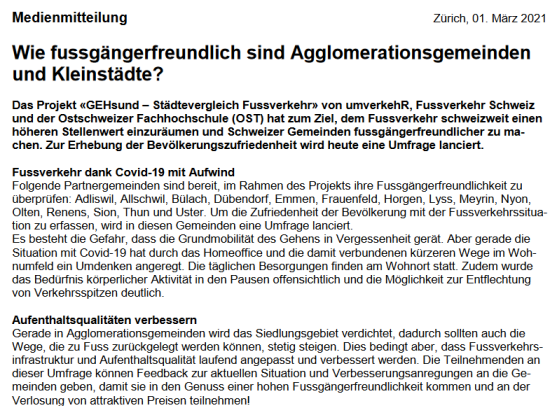 Medienmitteilung Zürich, 01. März 2021
Wie fussgängerfreundlich sind Agglomerationsgemeinden
und Kleinstädte?
Das Projekt «GEHsund – Städtevergleich Fussverkehr» von umverkehR, Fussverkehr Schweiz
und der Ostschweizer Fachhochschule (OST) hat zum Ziel, dem Fussverkehr schweizweit einen
höheren Stellenwert einzuräumen und Schweizer Gemeinden fussgängerfreundlicher zu ma-
chen. Zur Erhebung der Bevölkerungszufriedenheit wird heute eine Umfrage lanciert.
Fussverkehr dank Covid-19 mit Aufwind
Folgende Partnergemeinden sind bereit, im Rahmen des Projekts ihre Fussgängerfreundlichkeit zu
überprüfen: Adliswil, Allschwil, Bülach, Dübendorf, Emmen, Frauenfeld, Horgen, Lyss, Meyrin, Nyon,
Olten, Renens, Sion, Thun und Uster. Um die Zufriedenheit der Bevölkerung mit der Fussverkehrssitua-
tion zu erfassen, wird in diesen Gemeinden eine Umfrage lanciert.
Es besteht die Gefahr, dass die Grundmobilität des Gehens in Vergessenheit gerät. Aber gerade die
Situation mit Covid-19 hat durch das Homeoffice und die damit verbundenen kürzeren Wege im Woh-
numfeld ein Umdenken angeregt. Die täglichen Besorgungen finden am Wohnort statt. Zudem wurde
das Bedürfnis körperlicher Aktivität in den Pausen offensichtlich und die Möglichkeit zur Entflechtung
von Verkehrsspitzen deutlich.
Aufenthaltsqualitäten verbessern
Gerade in Agglomerationsgemeinden wird das Siedlungsgebiet verdichtet, dadurch sollten auch die
Wege, die zu Fuss zurückgelegt werden können, stetig steigen. Dies bedingt aber, dass Fussverkehrs-
infrastruktur und Aufenthaltsqualität laufend angepasst und verbessert werden. Die Teilnehmenden an
dieser Umfrage können Feedback zur aktuellen Situation und Verbesserungsanregungen an die Ge-
meinden geben, damit sie in den Genuss einer hohen Fussgängerfreundlichkeit kommen und an der
Verlosung von attraktiven Preisen teilnehmen!